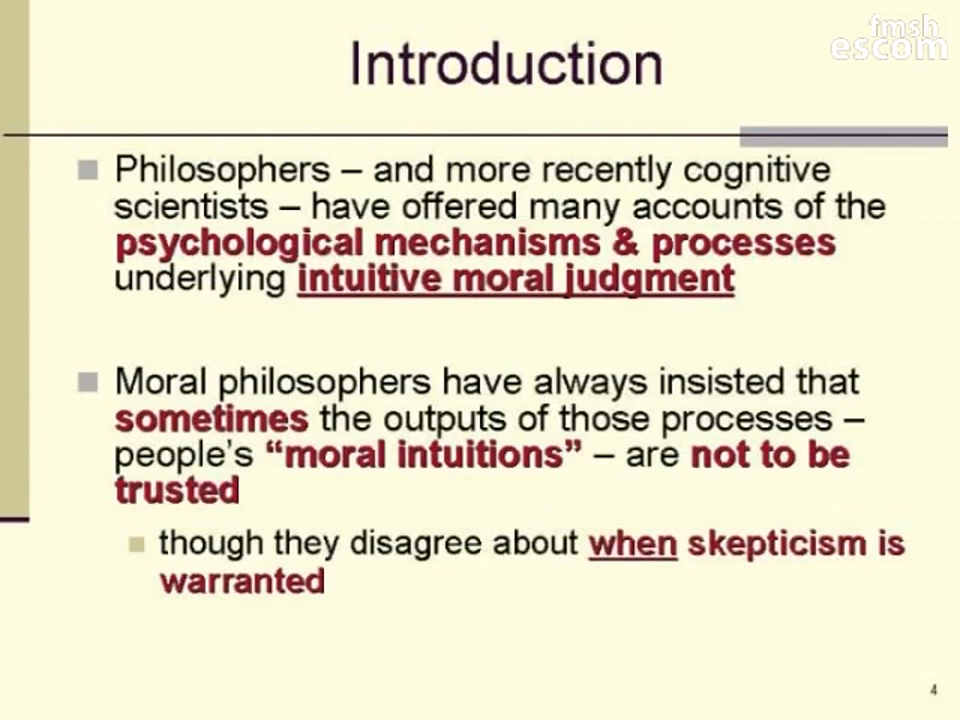 fmsh
escom
Introduction
Philosophers – and more recently cognitive
scientists – have offered many accounts of the
psychological mechanisms & processes
underlying intuitive moral judgment
Moral philosophers have always insisted that
sometimes the outputs of those processes –
people's “moral intuitions” – are not to be
trusted
though they disagree about when skepticism is
warranted
4